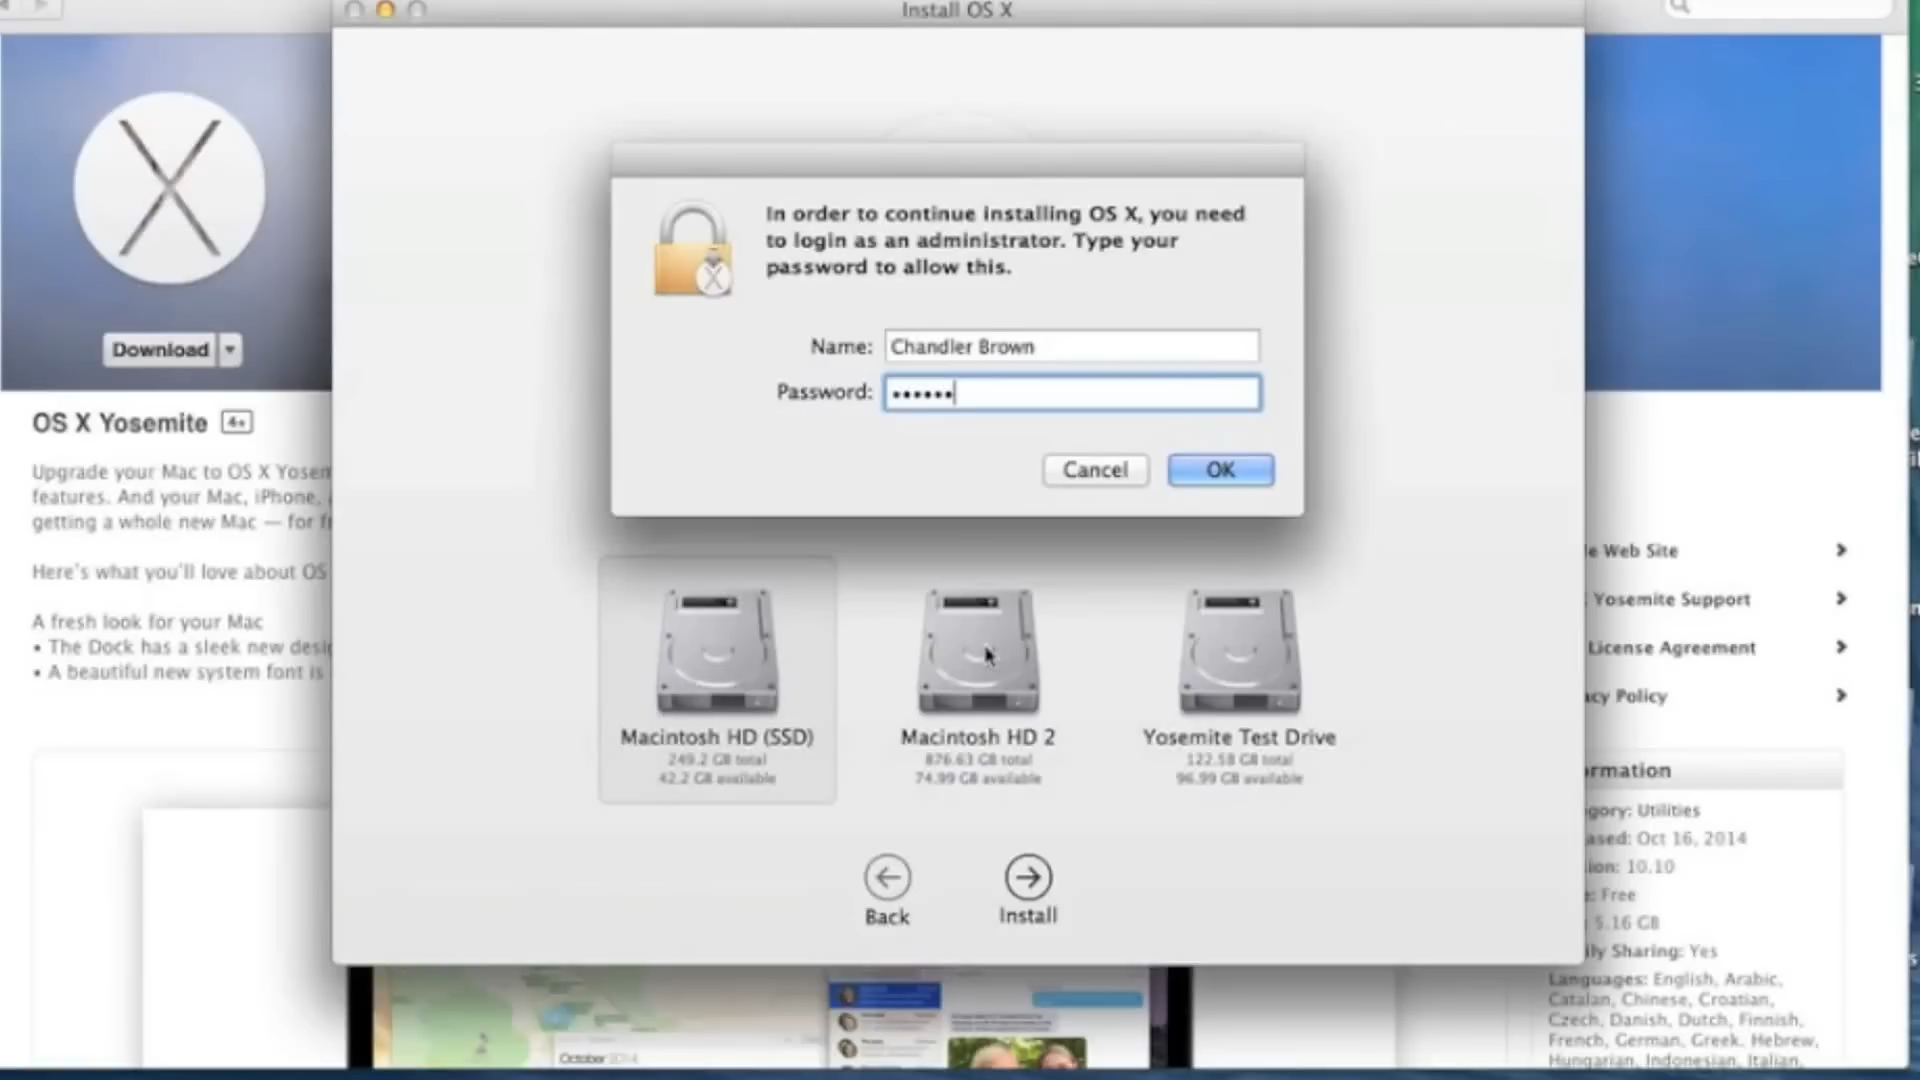 Install OS X
In order to continue installing OS X, you need
to login as an administrator. Type your
password to allow this.
Name: Chandler Brown
Password: ••••••
Cancel
OK
Download
OS X Yosemite 4+
Upgrade your Mac to OS X
features. And your Mac, iPhone,
getting a whole new Mac — for
Here's what you'll love about OS
A fresh look for your Mac
• The Dock has a sleek new
• A beautiful new system font is
Macintosh HD (SSD)
249.2 GB total
42.2 GB available
Macintosh HD 2
876.63 GB total
74.99 GB available
Yosemite Test Drive
122.58 GB total
96.99 GB available
Back
Install
Web Site
Yosemite Support
License Agreement
Policy
Utilities
Oct 16, 2014
10.10
Free
5.16 GB
Sharing: Yes
Languages: English, Arabic,
Catalan, Chinese, Croatian,
Czech, Danish, Dutch, Finnish,
French, German, Greek, Hebrew,
Hungarian, Indonesian, Italian,
October 2014